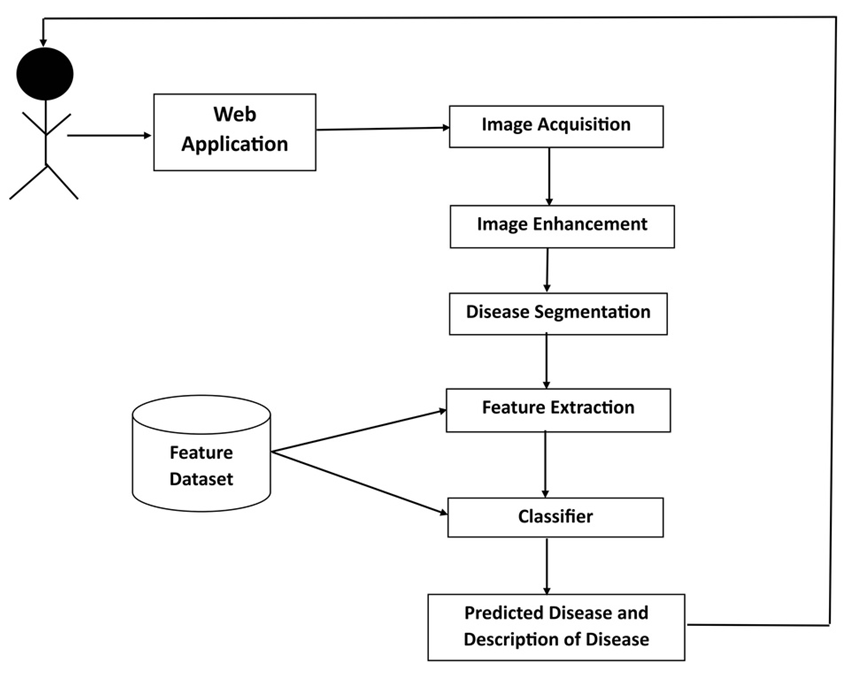 Web
Application
Image Acquisition
Image Enhancement
Disease Segmentation
Feature Extraction
Feature
Dataset
Classifier
Predicted Disease and
Description of Disease